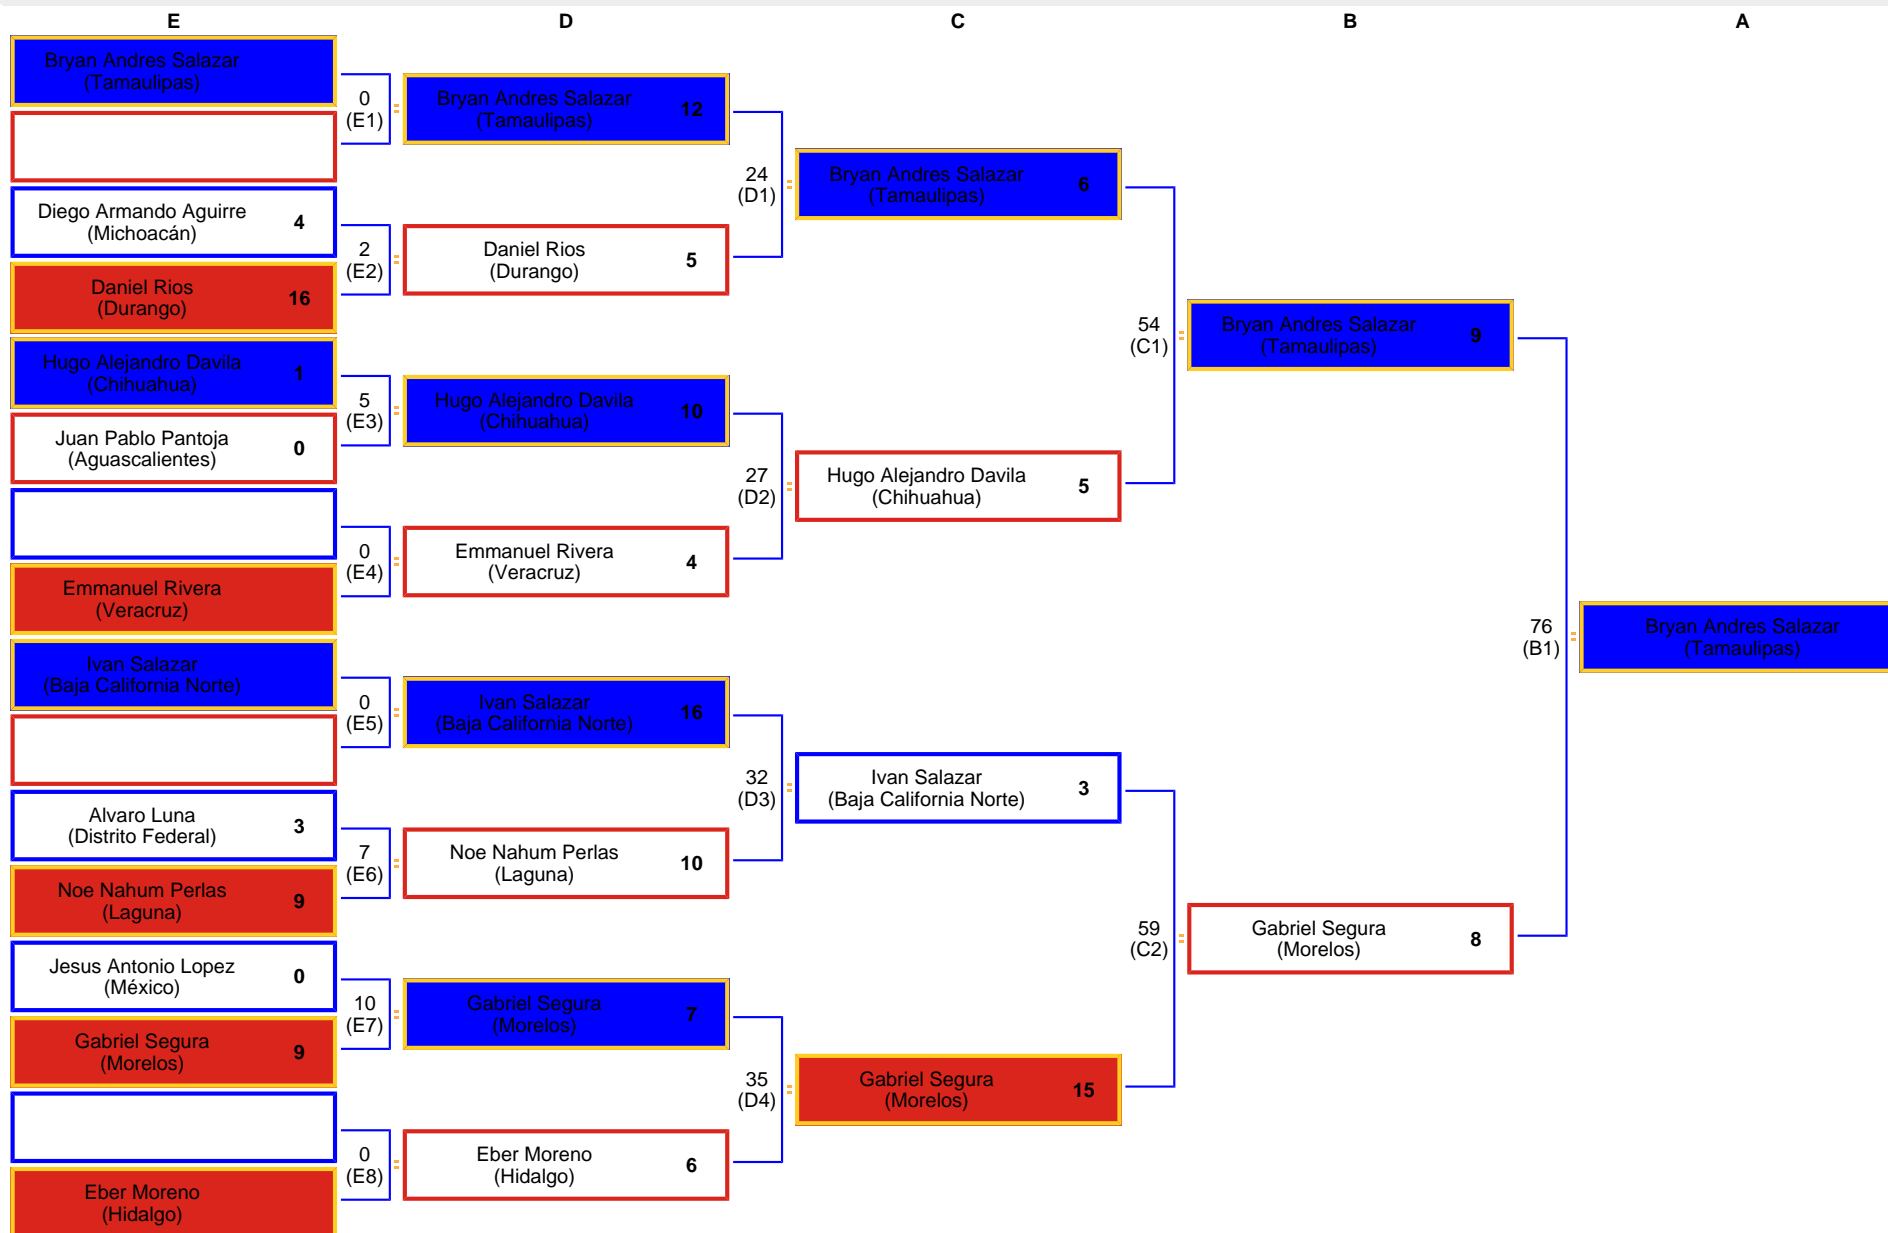 E
D
C
B
A
Bryan Andres Salazar
(Tamaulipas)
0
(E1)
Diego Armando Aguirre
(Michoacán)
4
2
(E2)
Daniel Rios
(Durango)
16
Hugo Alejandro Davila
(Chihuahua)
1
5
(E3)
Juan Pablo Pantoja
(Aguascalientes)
0
0
(E4)
Emmanuel Rivera
(Veracruz)
Ivan Salazar
(Baja California Norte)
0
(E5)
Alvaro Luna
(Distrito Federal)
3
7
(E6)
Noe Nahum Perlas
(Laguna)
9
Jesus Antonio Lopez
(México)
0
10
(E7)
Gabriel Segura
(Morelos)
9
0
(E8)
Eber Moreno
(Hidalgo)
Bryan Andres Salazar
(Tamaulipas)
12
24
(D1)
Daniel Rios
(Durango)
5
Hugo Alejandro Davila
(Chihuahua)
10
27
(D2)
Emmanuel Rivera
(Veracruz)
4
Ivan Salazar
(Baja California Norte)
16
32
(D3)
Noe Nahum Perlas
(Laguna)
10
Gabriel Segura
(Morelos)
7
35
(D4)
Eber Moreno
(Hidalgo)
6
Bryan Andres Salazar
(Tamaulipas)
6
54
(C1)
Hugo Alejandro Davila
(Chihuahua)
5
Ivan Salazar
(Baja California Norte)
3
59
(C2)
Gabriel Segura
(Morelos)
15
Bryan Andres Salazar
(Tamaulipas)
9
76
(B1)
Gabriel Segura
(Morelos)
8
Bryan Andres Salazar
(Tamaulipas)